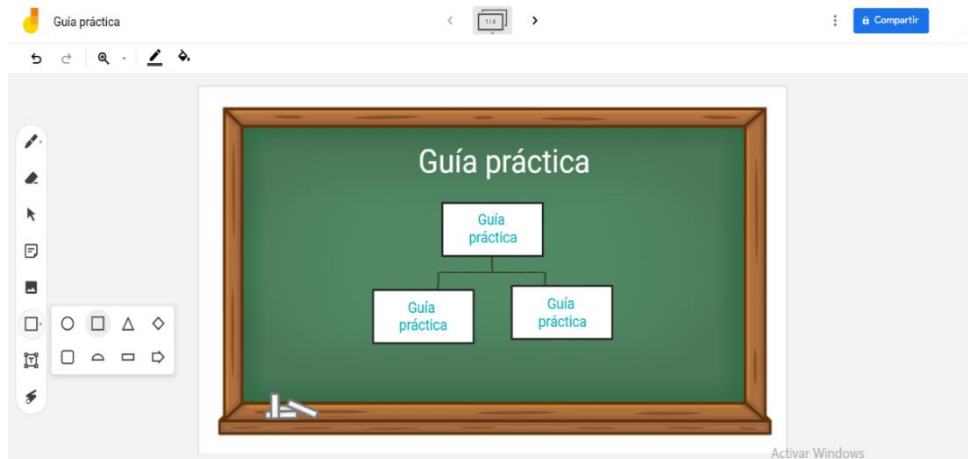 Guía práctica
1/4
Compartir
Guía práctica
Guía
práctica
Guía
práctica
Guía
práctica
Activar Windows